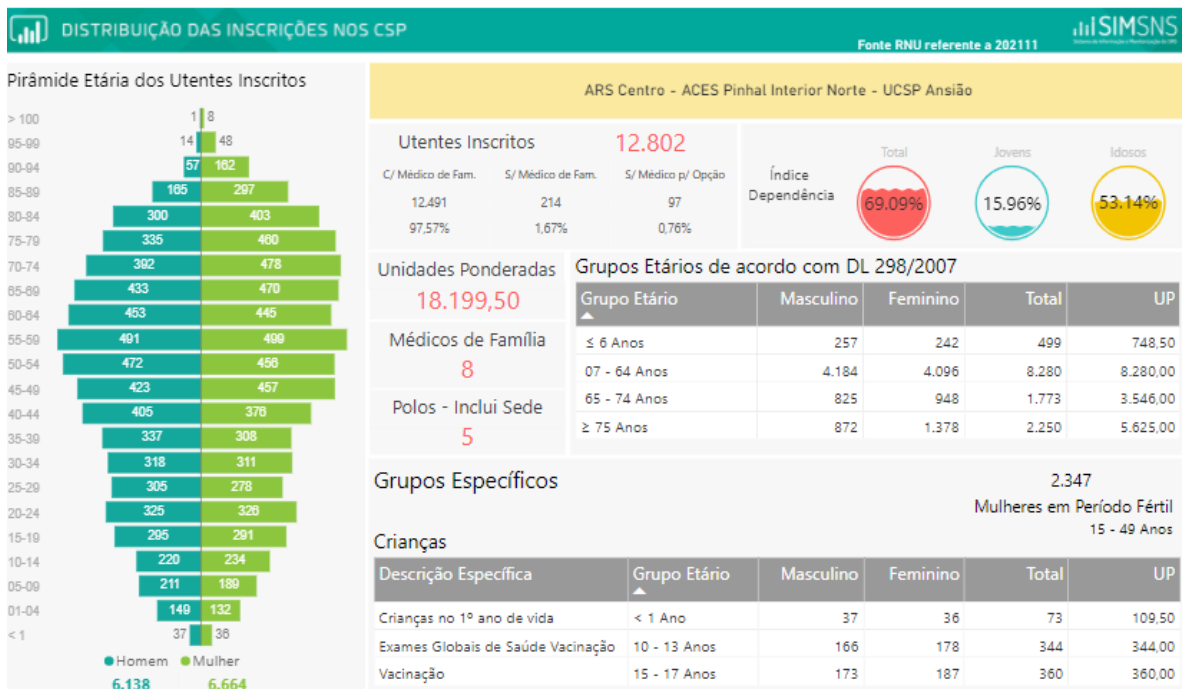 DISTRIBUIÇÃO DAS INSCRIÇÕES NOS CSP
SIMSNS
Fonte RNU referente a 202111
Pirâmide Etária dos Utentes Inscritos
> 100 1 8
95-99 14 48
90-94 57 162
85-89 165 297
80-84 300 403
75-79 335 460
70-74 392 478
65-69 433 470
60-64 453 445
55-59 491 499
50-54 472 456
45-49 423 457
40-44 405 376
35-39 337 308
30-34 318 311
25-29 305 278
20-24 325 326
15-19 295 291
10-14 220 234
05-09 211 189
01-04 149 132
< 1 37 36
Homem Mulher
6.138 6.664
ARS Centro - ACES Pinhal Interior Norte - UCSP Ansião
Utentes Inscritos 12.802
C/ Médico de Fam. S/ Médico de Fam. S/ Médico p/ Opção
12.491 214 97
97,57% 1,67% 0,76%
Índice
Dependência
Total Jovens Idosos
69.09% 15.96% 53.14%
Unidades Ponderadas
18.199,50
Médicos de Família
8
Polos - Inclui Sede
5
Grupos Etários de acordo com DL 298/2007
Grupo Etário Masculino Feminino Total UP
≤ 6 Anos 257 242 499 748,50
07 - 64 Anos 4.184 4.096 8.280 8.280,00
65 - 74 Anos 825 948 1.773 3.546,00
≥ 75 Anos 872 1.378 2.250 5.625,00
Grupos Específicos
2.347
Mulheres em Período Fértil
15 - 49 Anos
Crianças
Descrição Específica Grupo Etário Masculino Feminino Total UP
Crianças no 1º ano de vida < 1 Ano 37 36 73 109,50
Exames Globais de Saúde Vacinação 10 - 13 Anos 166 178 344 344,00
Vacinação 15 - 17 Anos 173 187 360 360,00